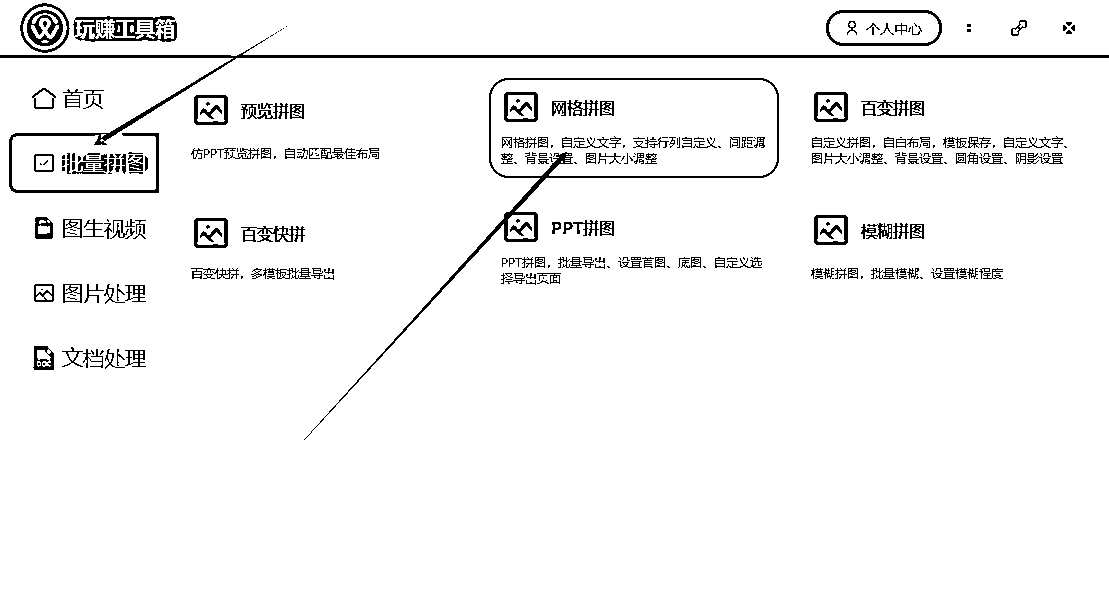 玩赚工具箱
个人中心
首页
批量拼图
图生视频
图片处理
文档处理
预览拼图
仿PPT预览拼图，自动匹配最佳布局
网格拼图
网格拼图，自定义文字，支持行列自定义、间距调
整、背景设置、图片大小调整
百变拼图
自定义拼图，自白布局，模板保存，自定义文字、
图片大小调整、背景设置、圆角设置、阴影设置
百变快拼
百变快拼，多模板批量导出
PPT拼图
PPT拼图，批量导出、设置首图、底图、自定义选
择导出页面
模糊拼图
模糊拼图，批量模糊、设置模糊程度